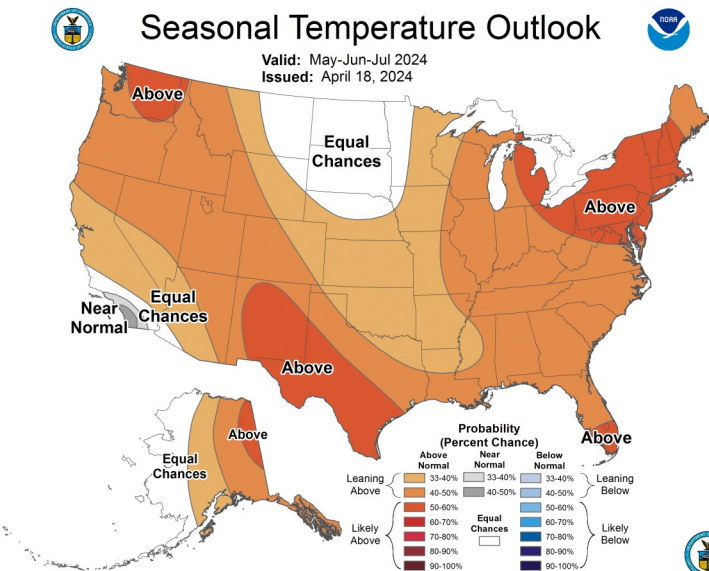 Seasonal Temperature Outlook
NOAA
Valid: May-Jun-Jul 2024
Issued: April 18, 2024
Above
Equal
Chances
Above
Near
Normal
Equal
Chances
Above
Above
Equal
Chances
Above
Probability
(Percent Chance)
Above
Normal
Near
Normal
Below
Normal
Leaning
Above
33-40%
33-40%
33-40%
Leaning
Below
40-50%
40-50%
40-50%
Likely
Above
50-60%
50-60%
60-70%
Equal
Chances
60-70%
70-80%
70-80%
Likely
Below
80-90%
80-90%
90-100%
90-100%